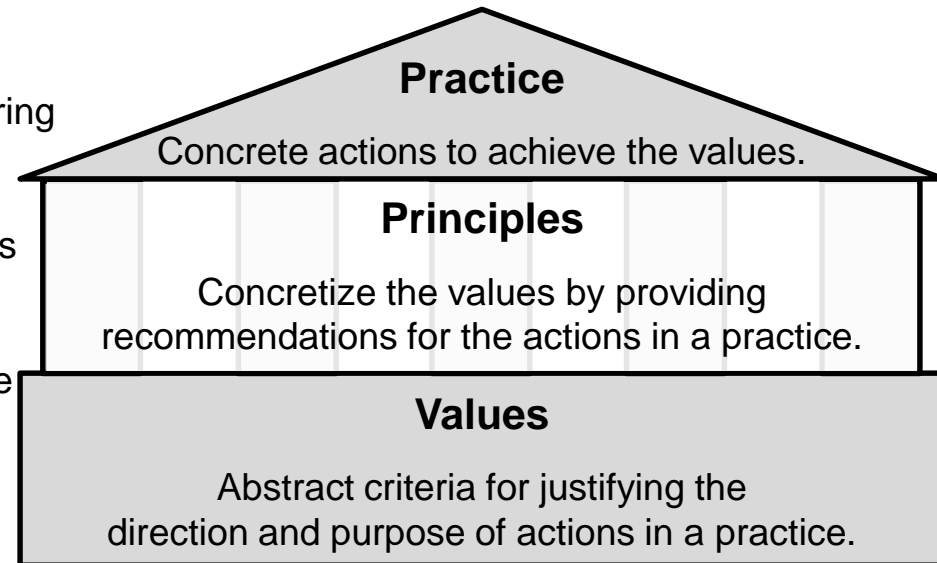 Practice
ring
Concrete actions to achieve the values.
Principles
s
Concretize the values by providing
recommendations for the actions in a practice.
e
Values
Abstract criteria for justifying the
direction and purpose of actions in a practice.